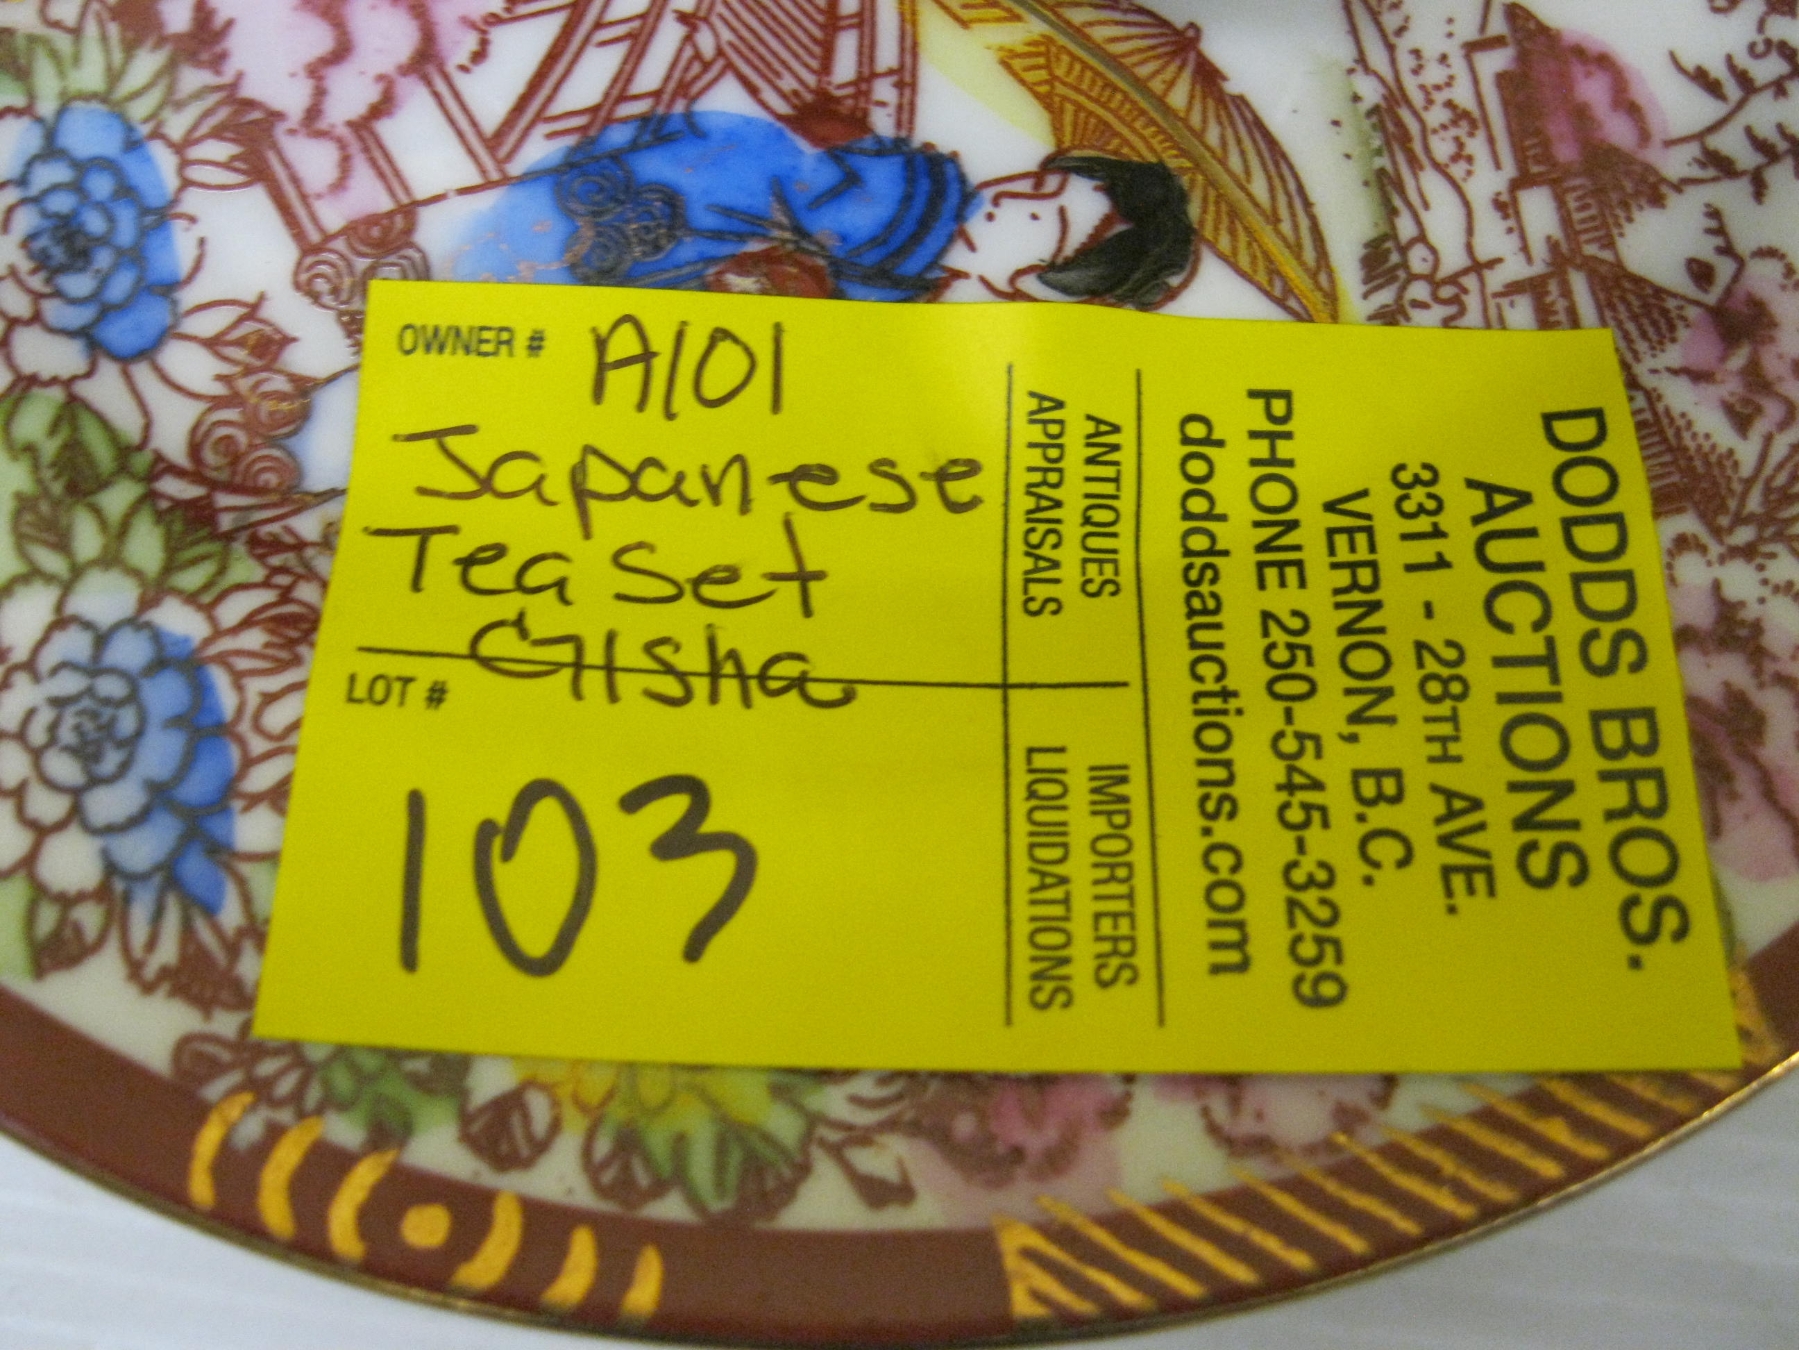 OWNER # A101
Japanese
Tea Set
Gisha
LOT #
103
ANTIQUES
APPRAISALS
IMPORTERS
LIQUIDATIONS
DODDS BROS.
AUCTIONS
3311 - 28TH AVE.
VERNON, B.C.
PHONE 250-545-3259
doddsauctions.com